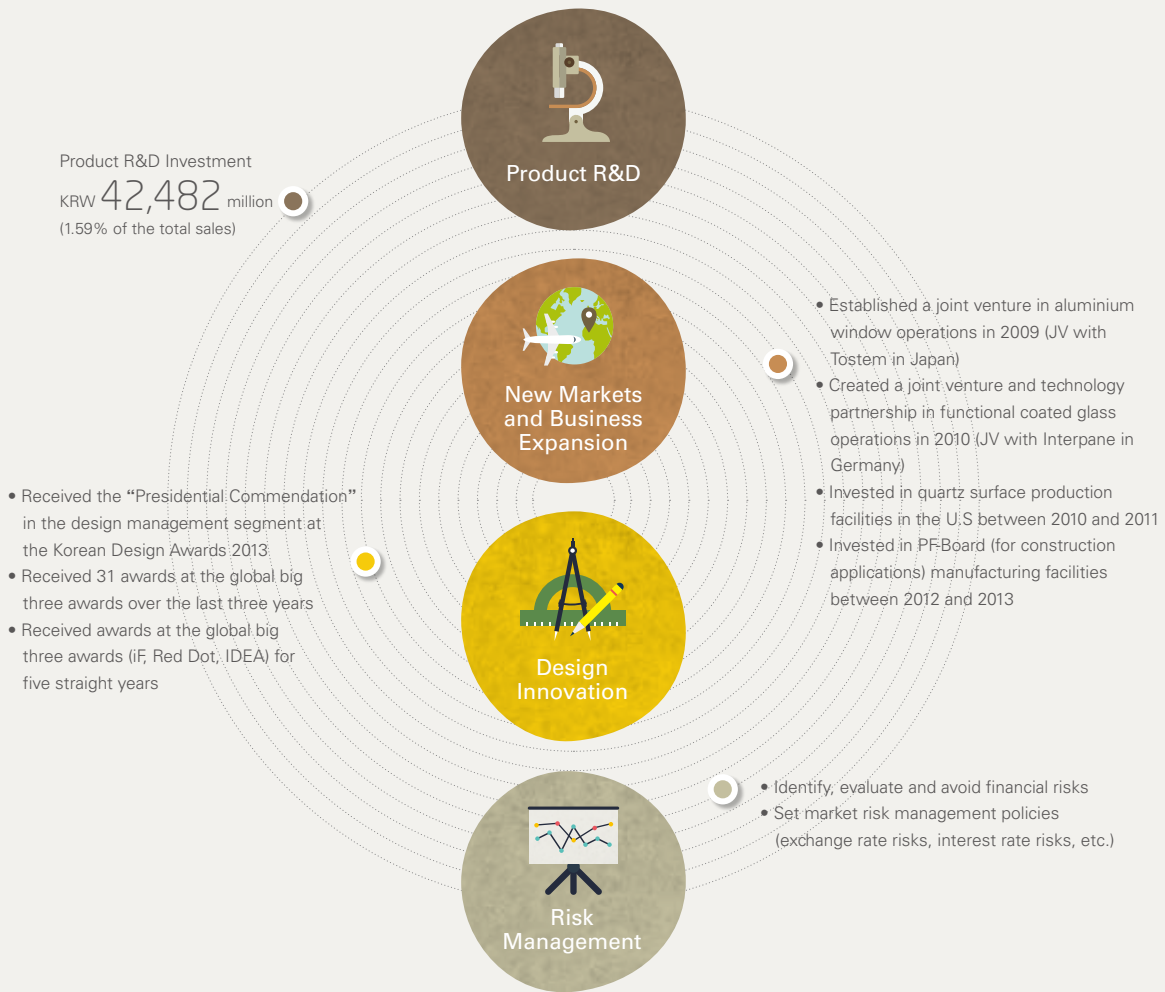 Product R&D
Product R&D Investment
KRW 42,482 million
(1.59% of the total sales)
New Markets
and Business
Expansion
• Established a joint venture in aluminium
window operations in 2009 (JV with
Tostem in Japan)
• Created a joint venture and technology
partnership in functional coated glass
operations in 2010 (JV with Interpane in
Germany)
• Invested in quartz surface production
facilities in the U.S between 2010 and 2011
• Invested in PF-Board (for construction
applications) manufacturing facilities
between 2012 and 2013
• Received the “Presidential Commendation”
in the design management segment at
the Korean Design Awards 2013
• Received 31 awards at the global big
three awards over the last three years
• Received awards at the global big
three awards (iF, Red Dot, IDEA) for
five straight years
Design
Innovation
• Identify, evaluate and avoid financial risks
• Set market risk management policies
(exchange rate risks, interest rate risks, etc.)
Risk
Management